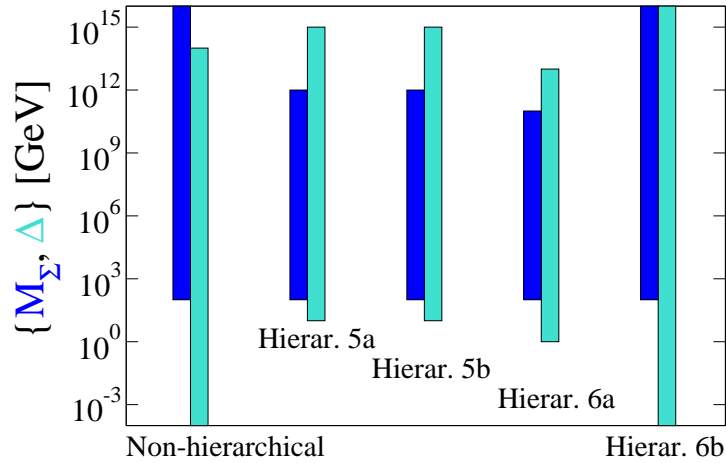 {M_Σ, Δ} [GeV]
10^15
10^12
10^9
10^6
10^3
10^0
10^-3
Hierar. 5a
Hierar. 5b
Hierar. 6a
Non-hierarchical
Hierar. 6b